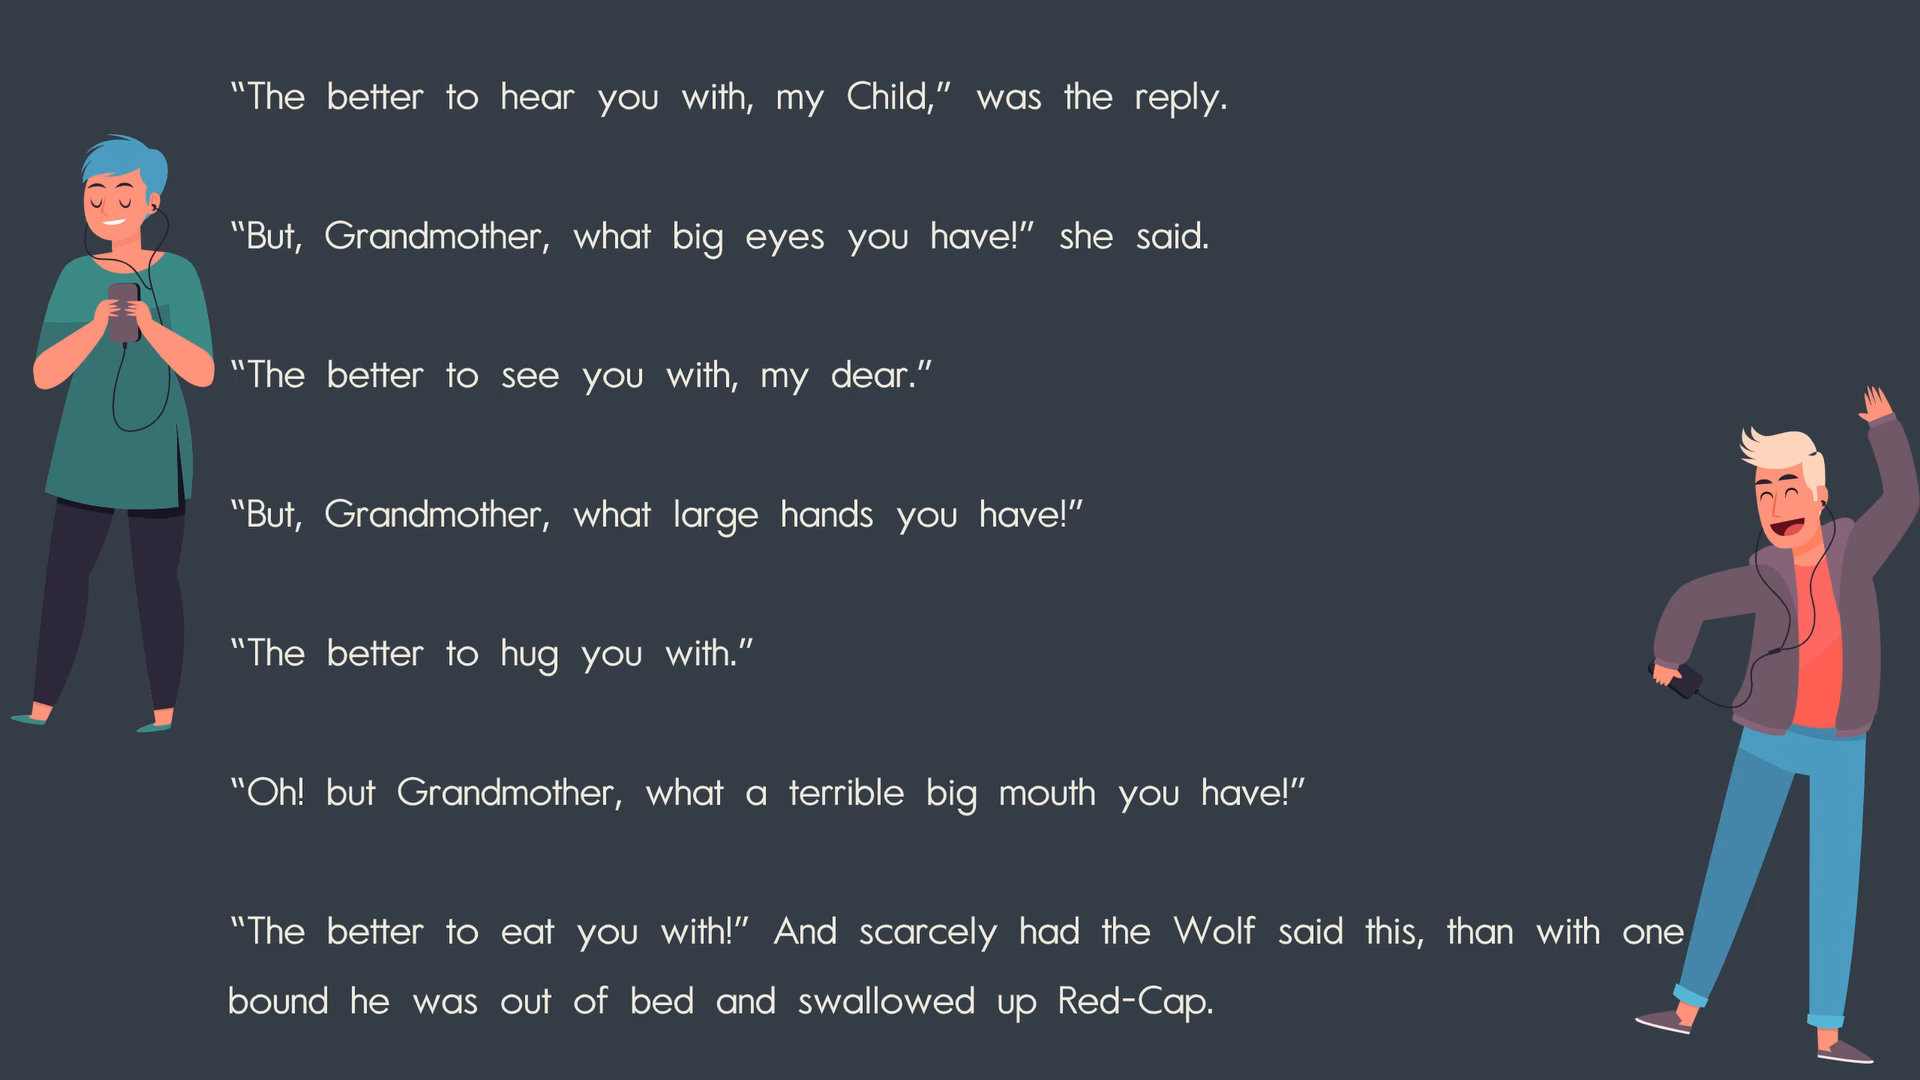 “The better to hear you with, my Child,” was the reply.
“But, Grandmother, what big eyes you have!” she said.
“The better to see you with, my dear.”
“But, Grandmother, what large hands you have!”
“The better to hug you with.”
“Oh! but Grandmother, what a terrible big mouth you have!”
“The better to eat you with!” And scarcely had the Wolf said this, than with one
bound he was out of bed and swallowed up Red-Cap.